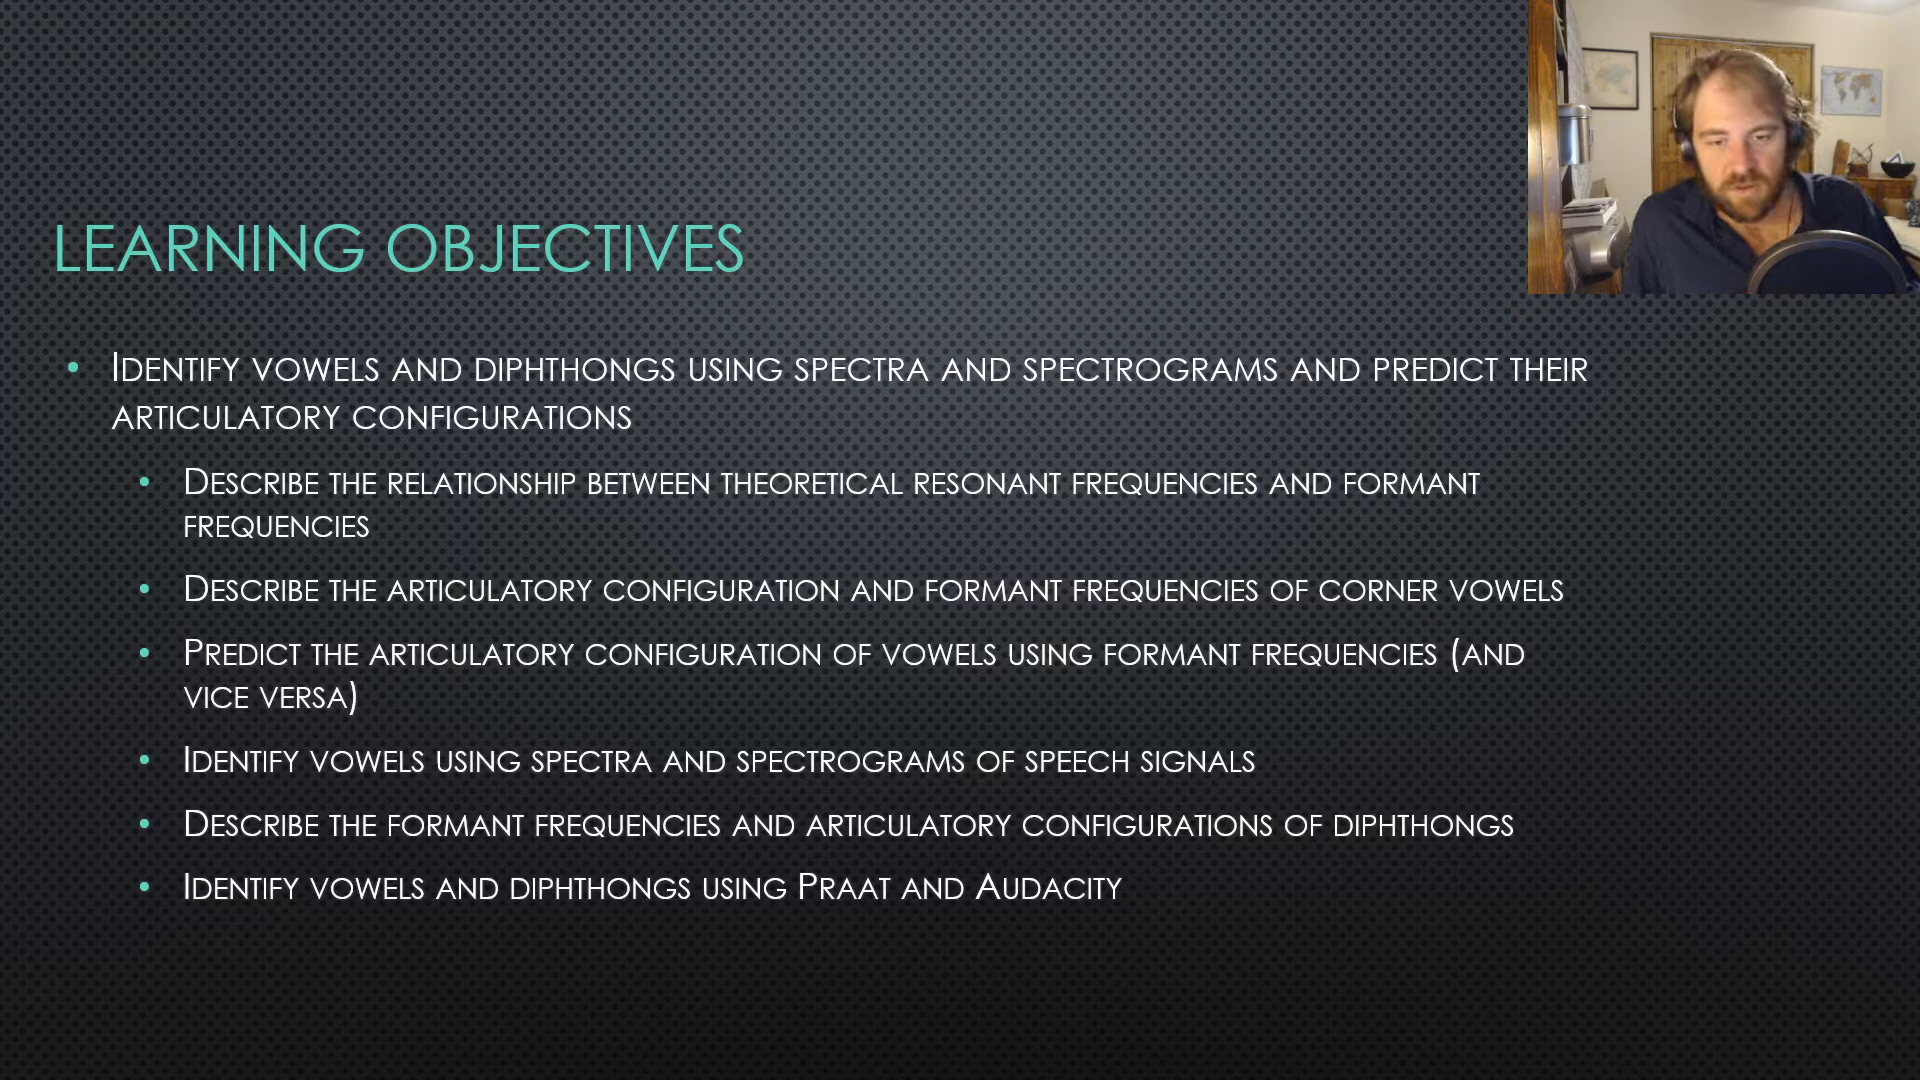 LEARNING OBJECTIVES
• IDENTIFY VOWELS AND DIPHTHONGS USING SPECTRA AND SPECTROGRAMS AND PREDICT THEIR
ARTICULATORY CONFIGURATIONS
• DESCRIBE THE RELATIONSHIP BETWEEN THEORETICAL RESONANT FREQUENCIES AND FORMANT
FREQUENCIES
• DESCRIBE THE ARTICULATORY CONFIGURATION AND FORMANT FREQUENCIES OF CORNER VOWELS
• PREDICT THE ARTICULATORY CONFIGURATION OF VOWELS USING FORMANT FREQUENCIES (AND
VICE VERSA)
• IDENTIFY VOWELS USING SPECTRA AND SPECTROGRAMS OF SPEECH SIGNALS
• DESCRIBE THE FORMANT FREQUENCIES AND ARTICULATORY CONFIGURATIONS OF DIPHTHONGS
• IDENTIFY VOWELS AND DIPHTHONGS USING PRAAT AND AUDACITY